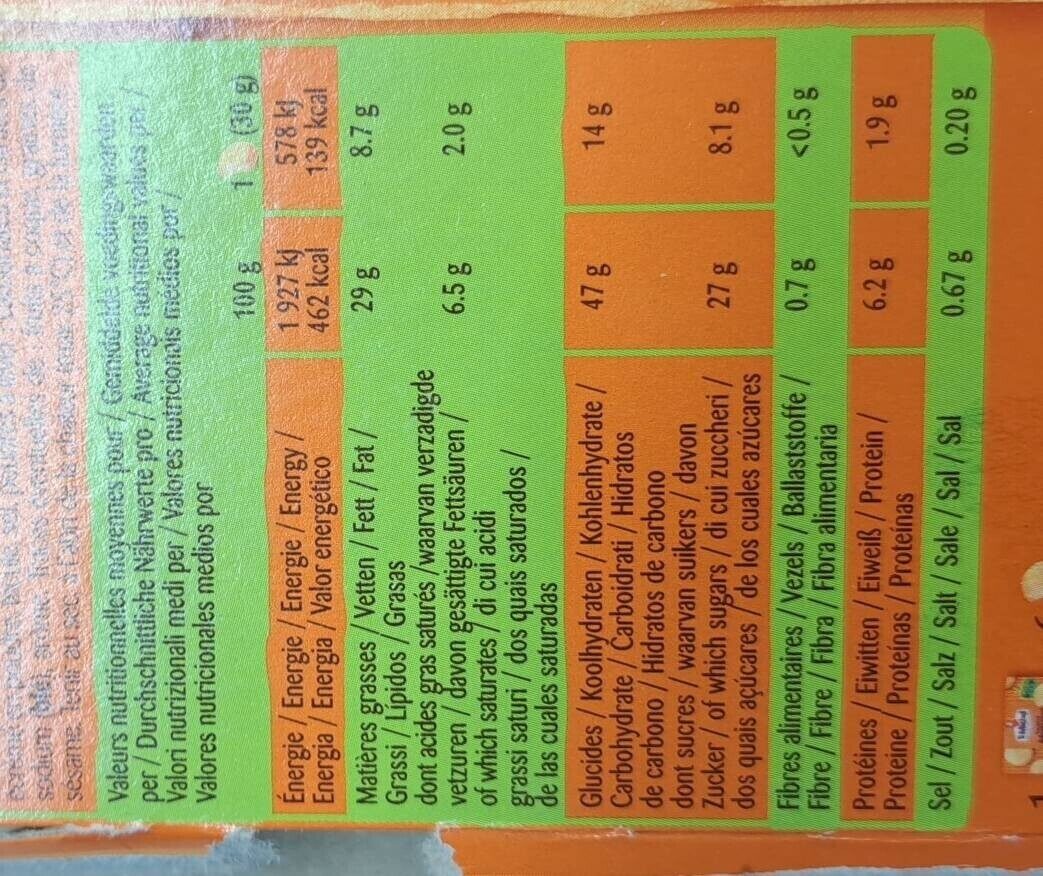 sodium
sésame.
Valeurs nutritionnelles moyennes pour / Gemiddelde voedingswaarden
per / Durchschnittliche Nährwerte pro / Average nutritional values per /
Valori nutrizionali medi per / Valores nutricionais médios por /
Valores nutricionales medios por 100 g 1 (30 g)
Énergie / Energie / Energie / Energy / 1 927 kJ 578 kJ
Energia / Energia / Valor energético 462 kcal 139 kcal
Matières grasses / Vetten / Fett / Fat / 29 g 8.7 g
Grassi / Lípidos / Grasas
dont acides gras saturés / waarvan verzadigde
vetzuren / davon gesättigte Fettsäuren / 6.5 g 2.0 g
of which saturates / di cui acidi
grassi saturi / dos quais saturados /
de las cuales saturadas
Glucides / Koolhydraten / Kohlenhydrate / 47 g 14 g
Carbohydrate / Carboidrati / Hidratos
de carbono / Hidratos de carbono
dont sucres / waarvan suikers / davon
Zucker / of which sugars / di cui zuccheri / 27 g 8.1 g
dos quais açúcares / de los cuales azúcares
Fibres alimentaires / Vezels / Ballaststoffe / 0.7 g <0.5 g
Fibre / Fibre / Fibra / Fibra alimentaria
Protéines / Eiwitten / Eiweiß / Protein / 6.2 g 1.9 g
Proteine / Proteínas / Proteínas
Sel / Zout / Salz / Salt / Sale / Sal / Sal 0.67 g 0.20 g